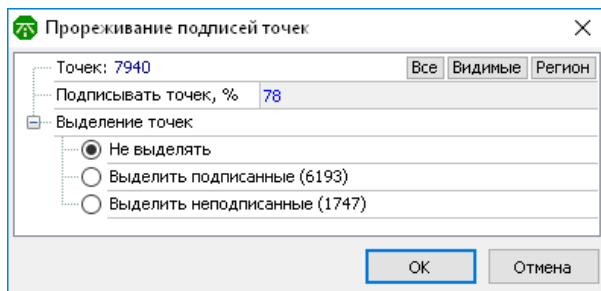 Прореживание подписей точек
Точек: 7940 Все Видимые Регион
Подписывать точек, % 78
Выделение точек
Не выделять
Выделить подписанные (6193)
Выделить неподписанные (1747)
OK Отмена